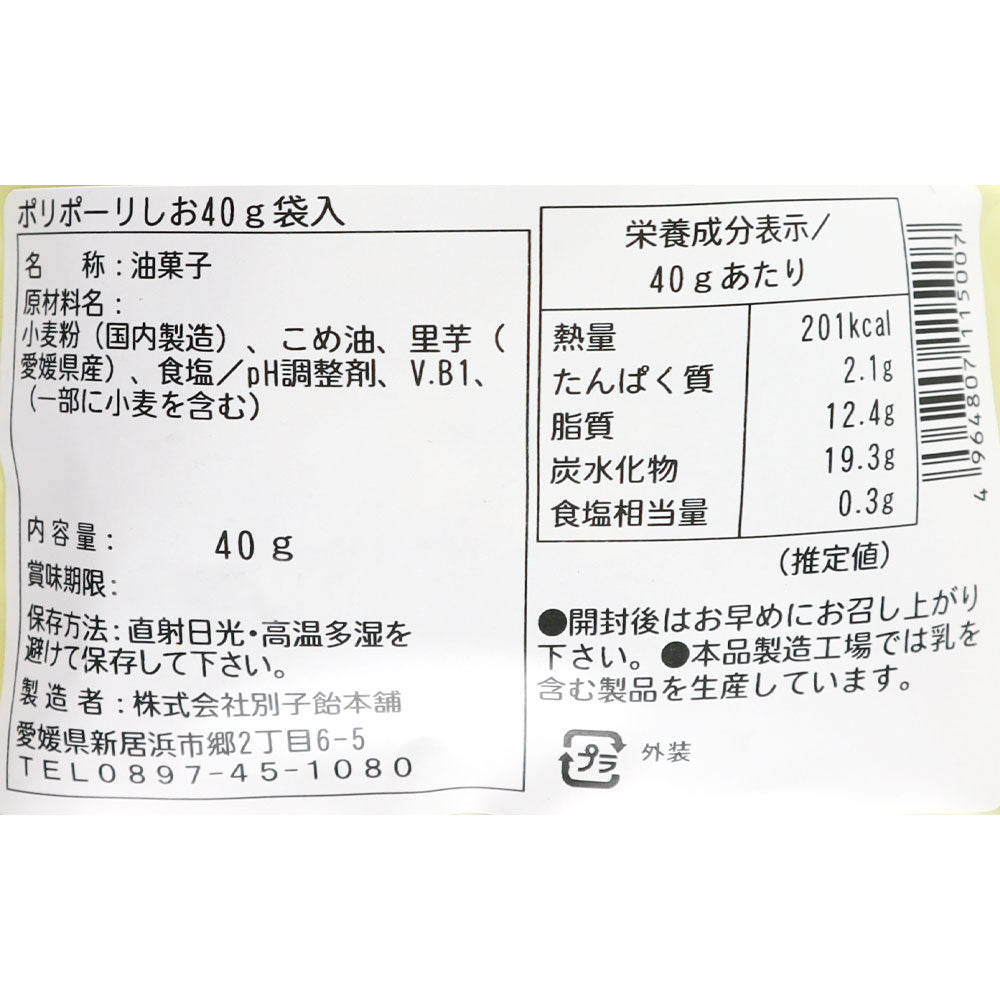 ポリポーリしお40ｇ袋入
名　称：油菓子
原材料名：
小麦粉（国内製造）、こめ油、里芋（
愛媛県産）、食塩／pH調整剤、V.B1、
（一部に小麦を含む）
内容量：　40ｇ
賞味期限：
保存方法：直射日光・高温多湿を
避けて保存して下さい。
製造者：株式会社別子飴本舗
愛媛県新居浜市郷2丁目6-5
ＴＥＬ０８９７-４５-１０８０
栄養成分表示/
40ｇあたり
熱量　201kcal
たんぱく質　2.1g
脂質　12.4g
炭水化物　19.3g
食塩相当量　0.3g
（推定値）
●開封後はお早めにお召し上がり
下さい。●本品製造工場では乳を
含む製品を生産しています。
プラ　外装
4964807115007